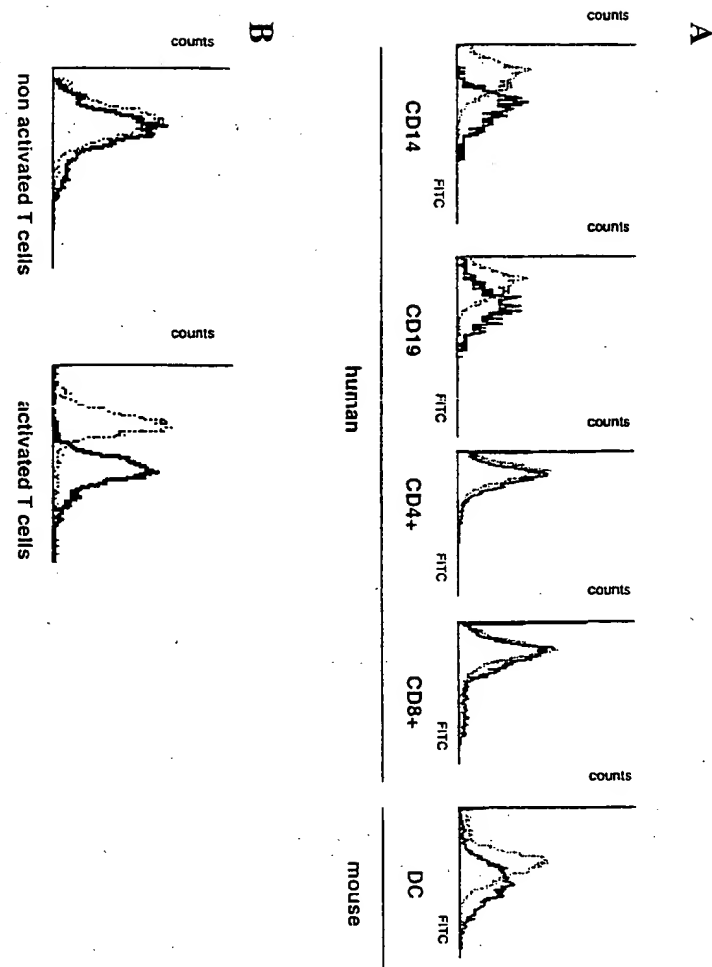 A
counts
counts
counts
counts
counts
FITC
FITC
FITC
FITC
FITC
CD14
CD19
CD4+
CD8+
DC
human
mouse
B
counts
counts
non activated T cells
activated T cells